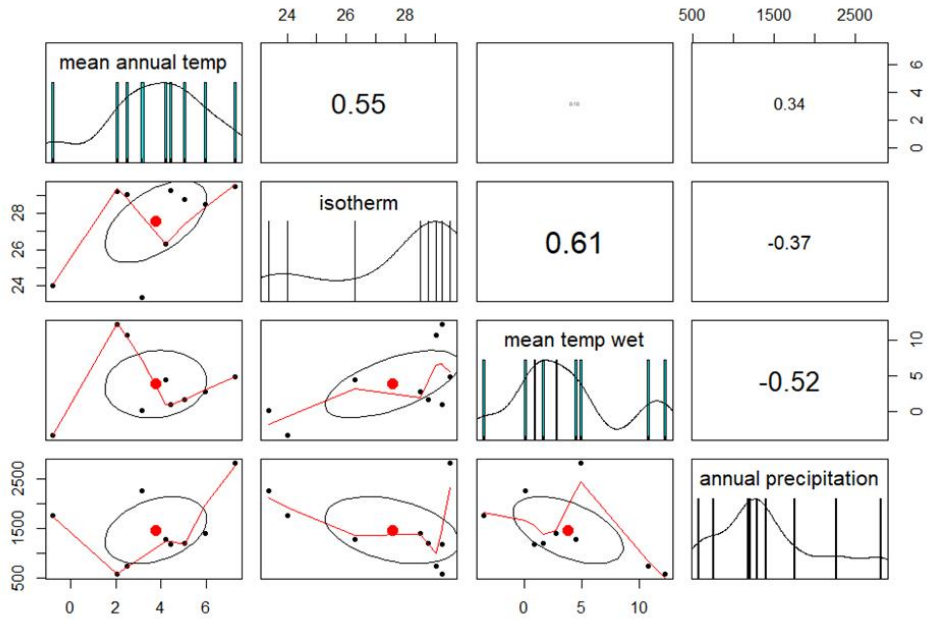 24 26 28
500 1500 2500
mean annual temp
0.55
0.34
0 2 4 6
24 26 28
isotherm
0.61
-0.37
mean temp wet
-0.52
0 5 10
500 1500 2500
annual precipitation
0 2 4 6
0 5 10